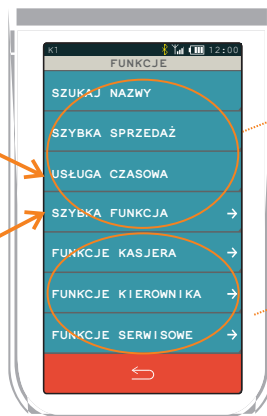 K1 12:00
FUNKCJE
SZUKAJ NAZWY
SZYBKA SPRZEDAŻ
USŁUGA CZASOWA
SZYBKA FUNKCJA →
FUNKCJE KASJERA →
FUNKCJE KIEROWNIKA →
FUNKCJE SERWISOWE →